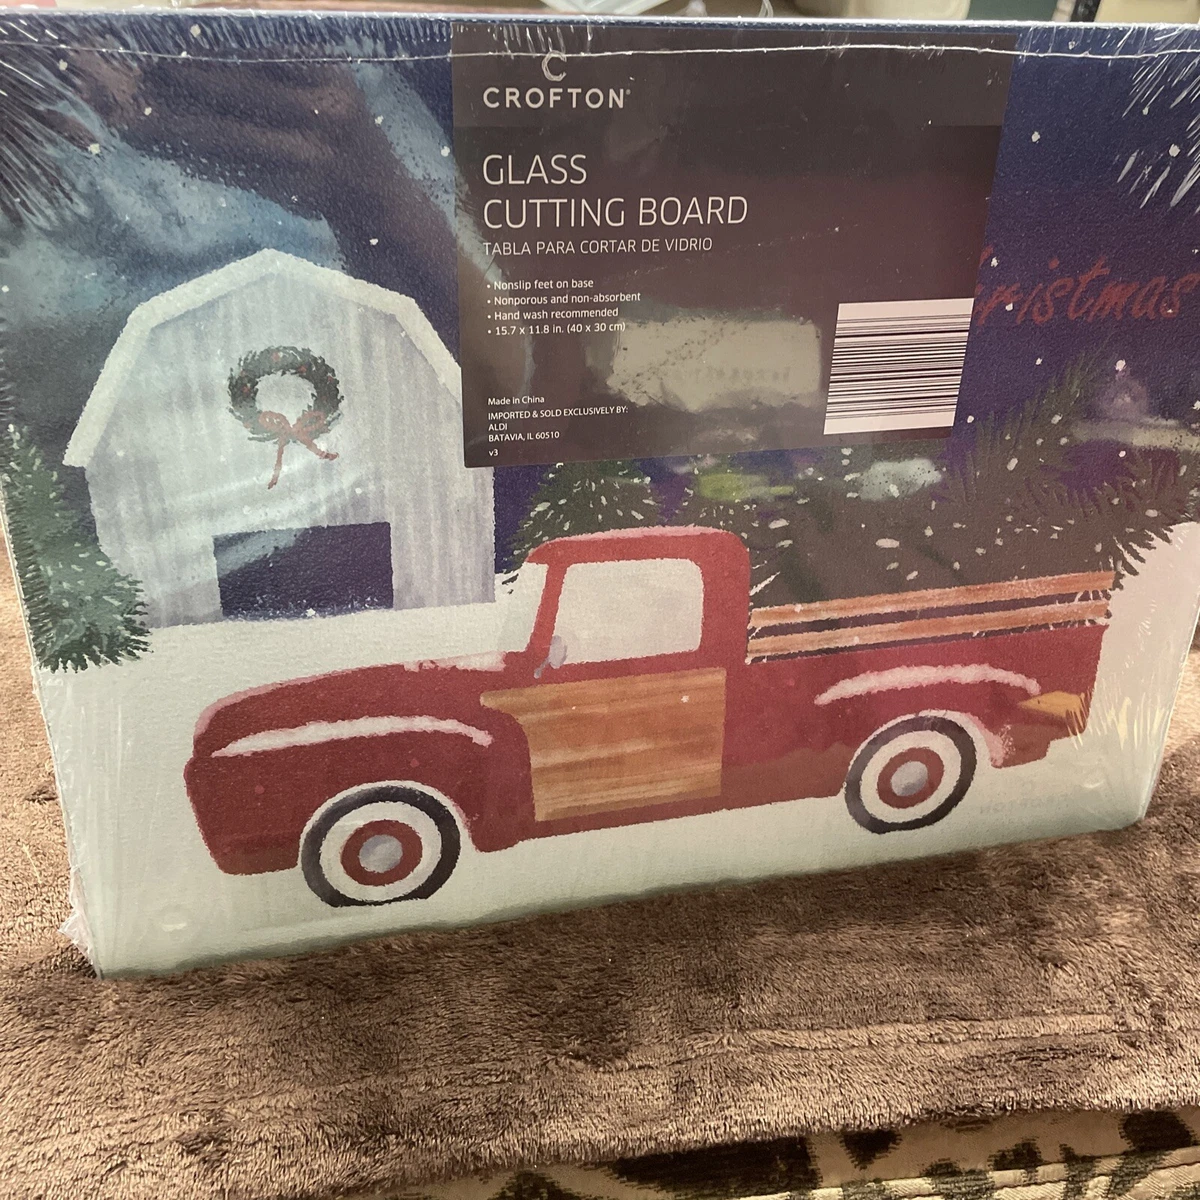 CROFTON®
GLASS
CUTTING BOARD
TABLA PARA CORTAR DE VIDRIO
• Nonslip feet on base
• Nonporous and non-absorbent
• Hand wash recommended
• 15.7 x 11.8 in. (40 x 30 cm)
Christmas
Made in China
IMPORTED & SOLD EXCLUSIVELY BY:
ALDI
BATAVIA, IL 60510
v3
CROFTON